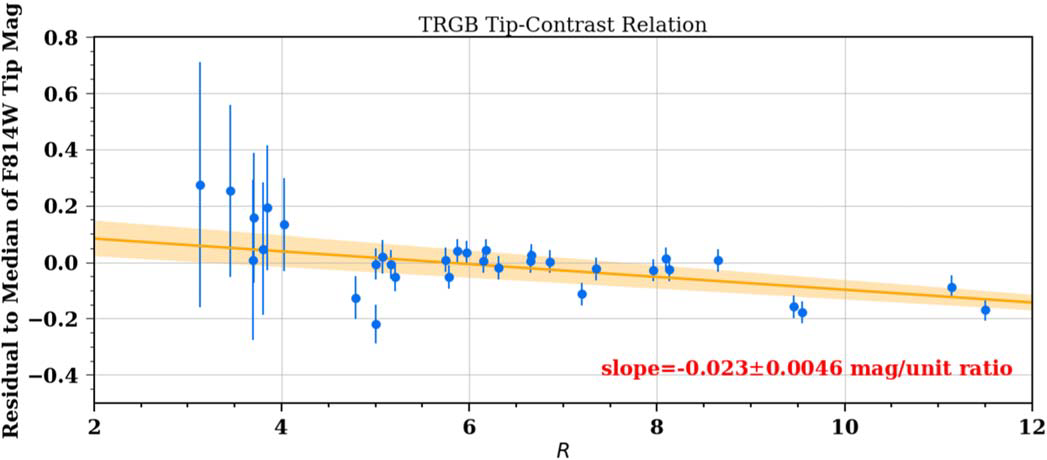 TRGB Tip-Contrast Relation
Residual to Median of F814W Tip Mag
0.8
0.6
0.4
0.2
0.0
−0.2
−0.4
slope=-0.023±0.0046 mag/unit ratio
2 4 6 8 10 12
R